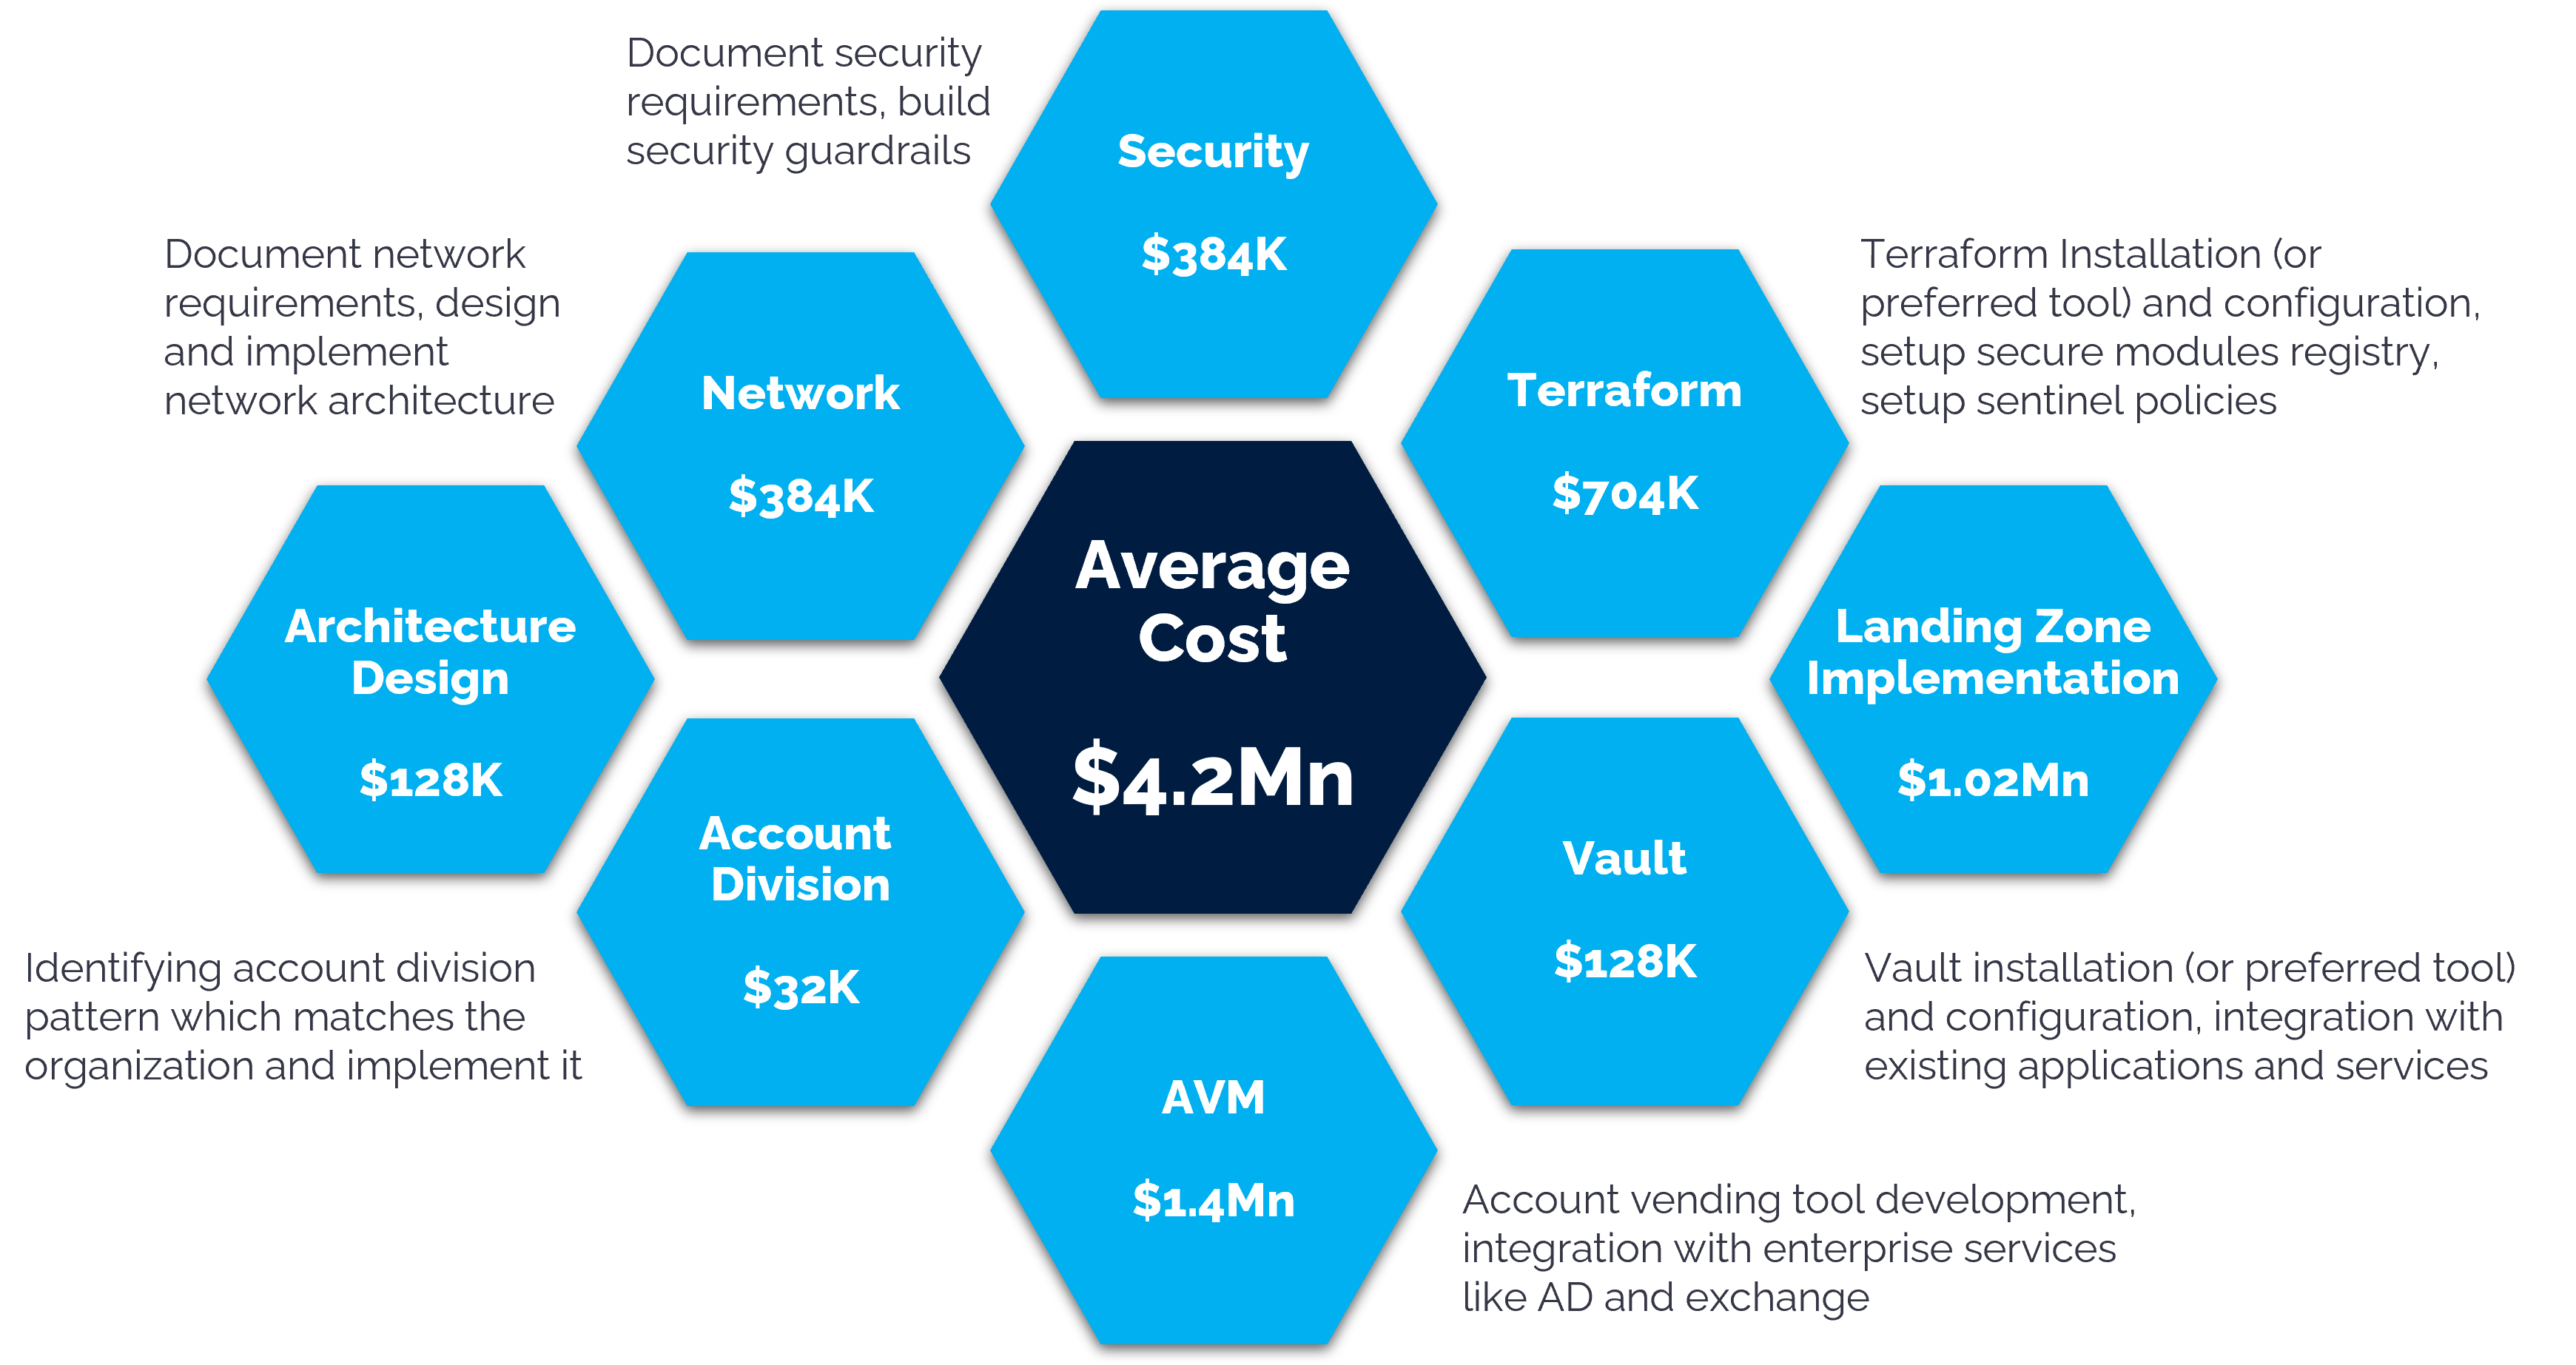 Document security
requirements, build
security guardrails
Security
$384K
Document network
requirements, design
and implement
network architecture
Network
$384K
Terraform
$704K
Terraform Installation (or
preferred tool) and configuration,
setup secure modules registry,
setup sentinel policies
Architecture
Design
$128K
Average
Cost
$4.2Mn
Landing Zone
Implementation
$1.02Mn
Account
Division
$32K
Vault
$128K
Identifying account division
pattern which matches the
organization and implement it
Vault installation (or preferred tool)
and configuration, integration with
existing applications and services
AVM
$1.4Mn
Account vending tool development,
integration with enterprise services
like AD and exchange